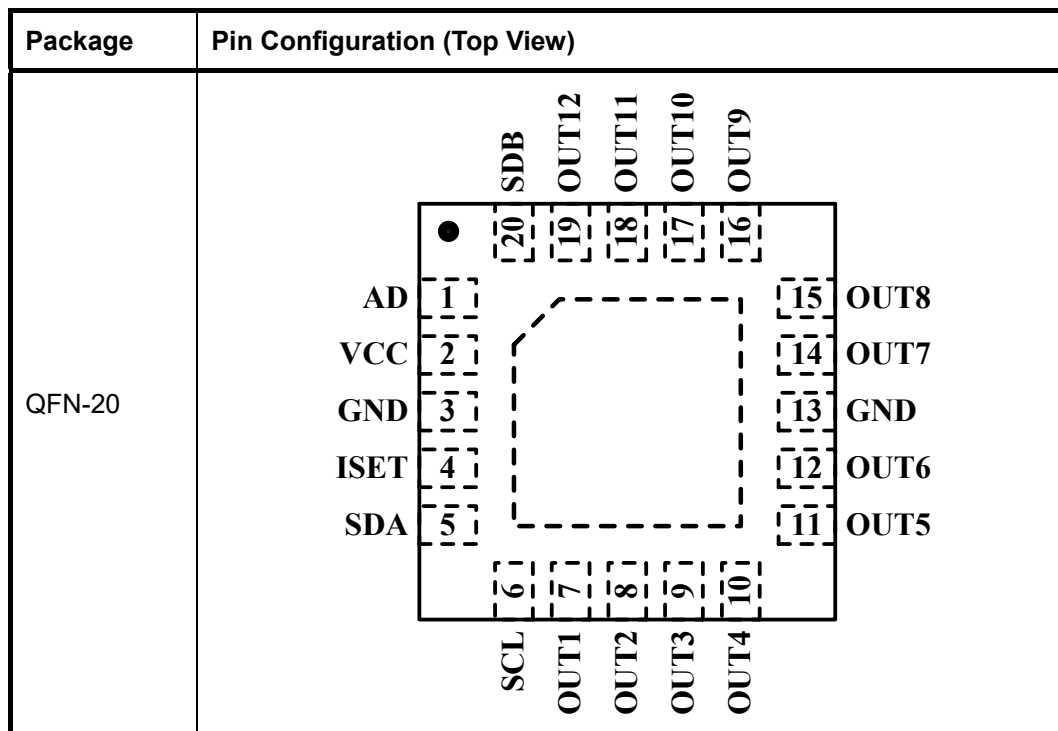 Package Pin Configuration (Top View)
QFN-20
SDB OUT12 OUT11 OUT10 OUT9
20 19 18 17 16
AD 1 15 OUT8
VCC 2 14 OUT7
GND 3 13 GND
ISET 4 12 OUT6
SDA 5 11 OUT5
6 7 8 9 10
SCL OUT1 OUT2 OUT3 OUT4